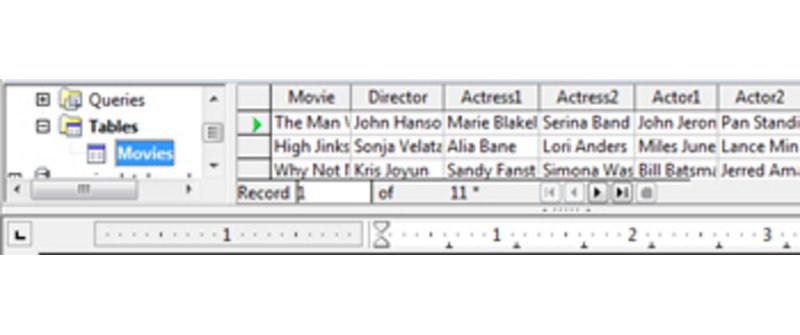 Queries
Tables
Movies
Movie Director Actress1 Actress2 Actor1 Actor2
The Man John Hanso Marie Blakel Serina Band John Jeron Pan Standi
High Jinks Sonja Velata Alia Bane Lori Anders Miles June Lance Min
Why Not Kris Joyun Sandy Fanst Simona Was Bill Batsma Jerred Ama
Record 1 of 11 *
1 1 2 3